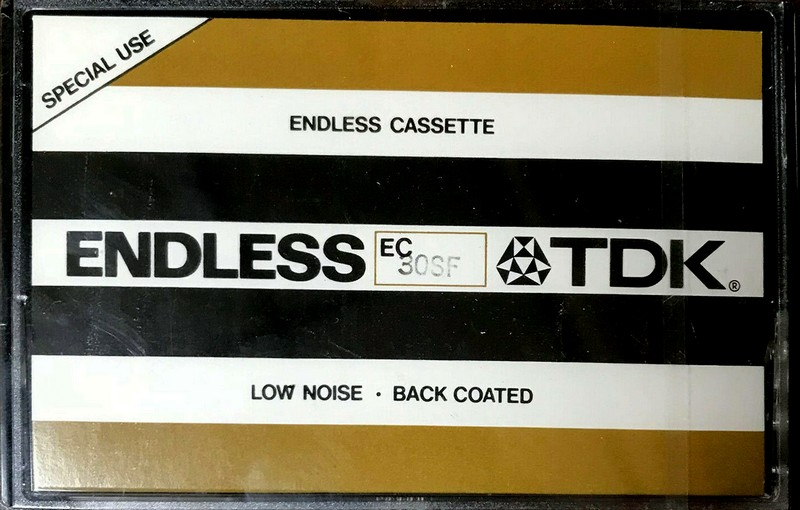 SPECIAL USE
ENDLESS CASSETTE
ENDLESS EC 30SF TDK®
LOW NOISE · BACK COATED